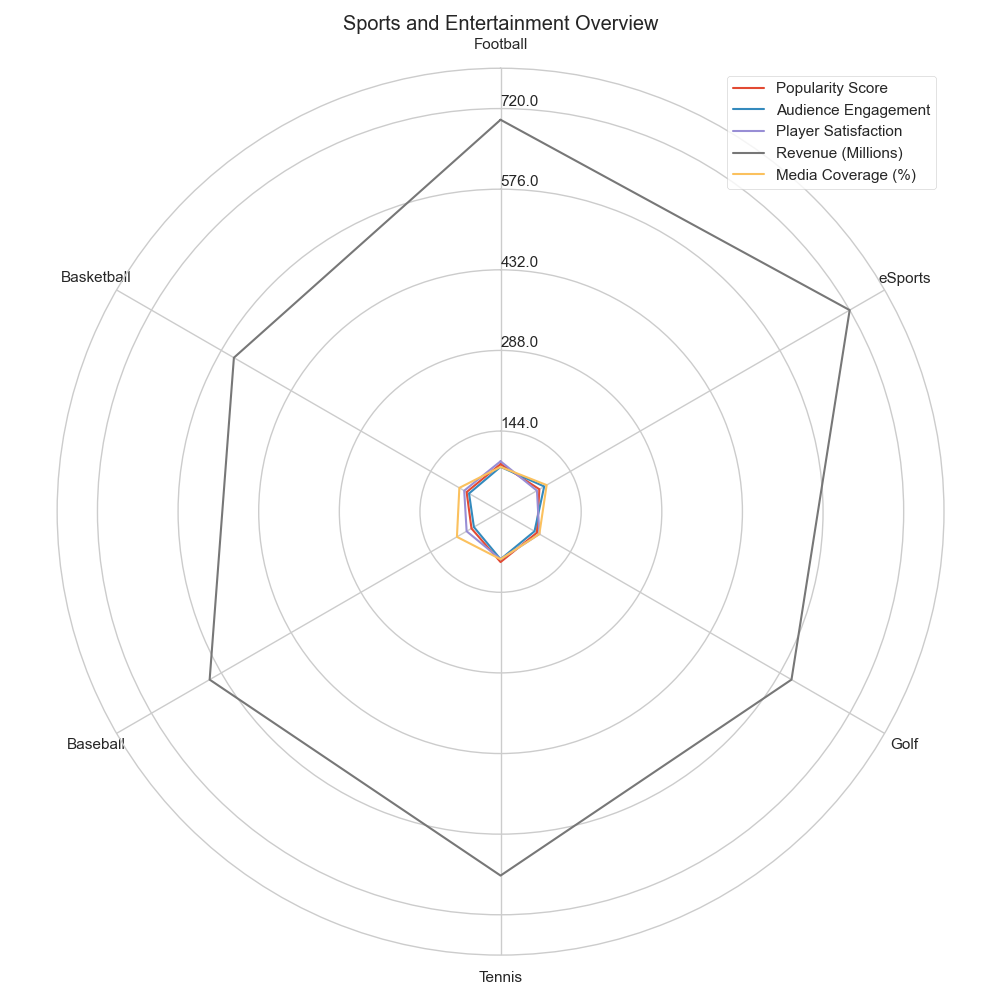 Sports and Entertainment Overview
Football
Popularity Score
Audience Engagement
Player Satisfaction
Revenue (Millions)
Media Coverage (%)
720.0
576.0
432.0
288.0
144.0
Basketball
eSports
Baseball
Golf
Tennis